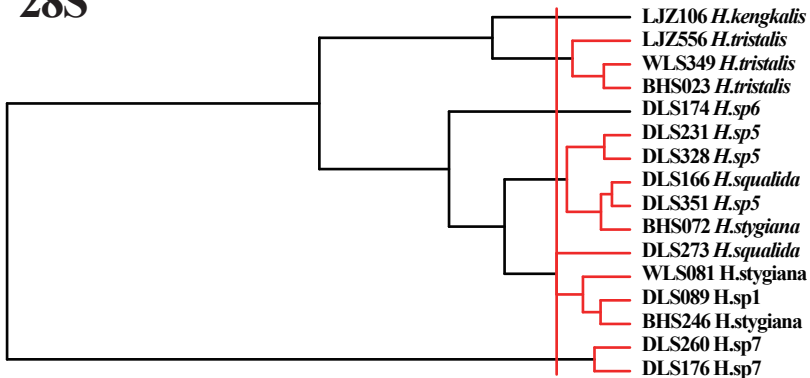 28S
LJZ106 H.kengkalis
LJZ556 H.tristalis
WLS349 H.tristalis
BHS023 H.tristalis
DLS174 H.sp6
DLS231 H.sp5
DLS328 H.sp5
DLS166 H.squalida
DLS351 H.sp5
BHS072 H.stygiana
DLS273 H.squalida
WLS081 H.stygiana
DLS089 H.sp1
BHS246 H.stygiana
DLS260 H.sp7
DLS176 H.sp7